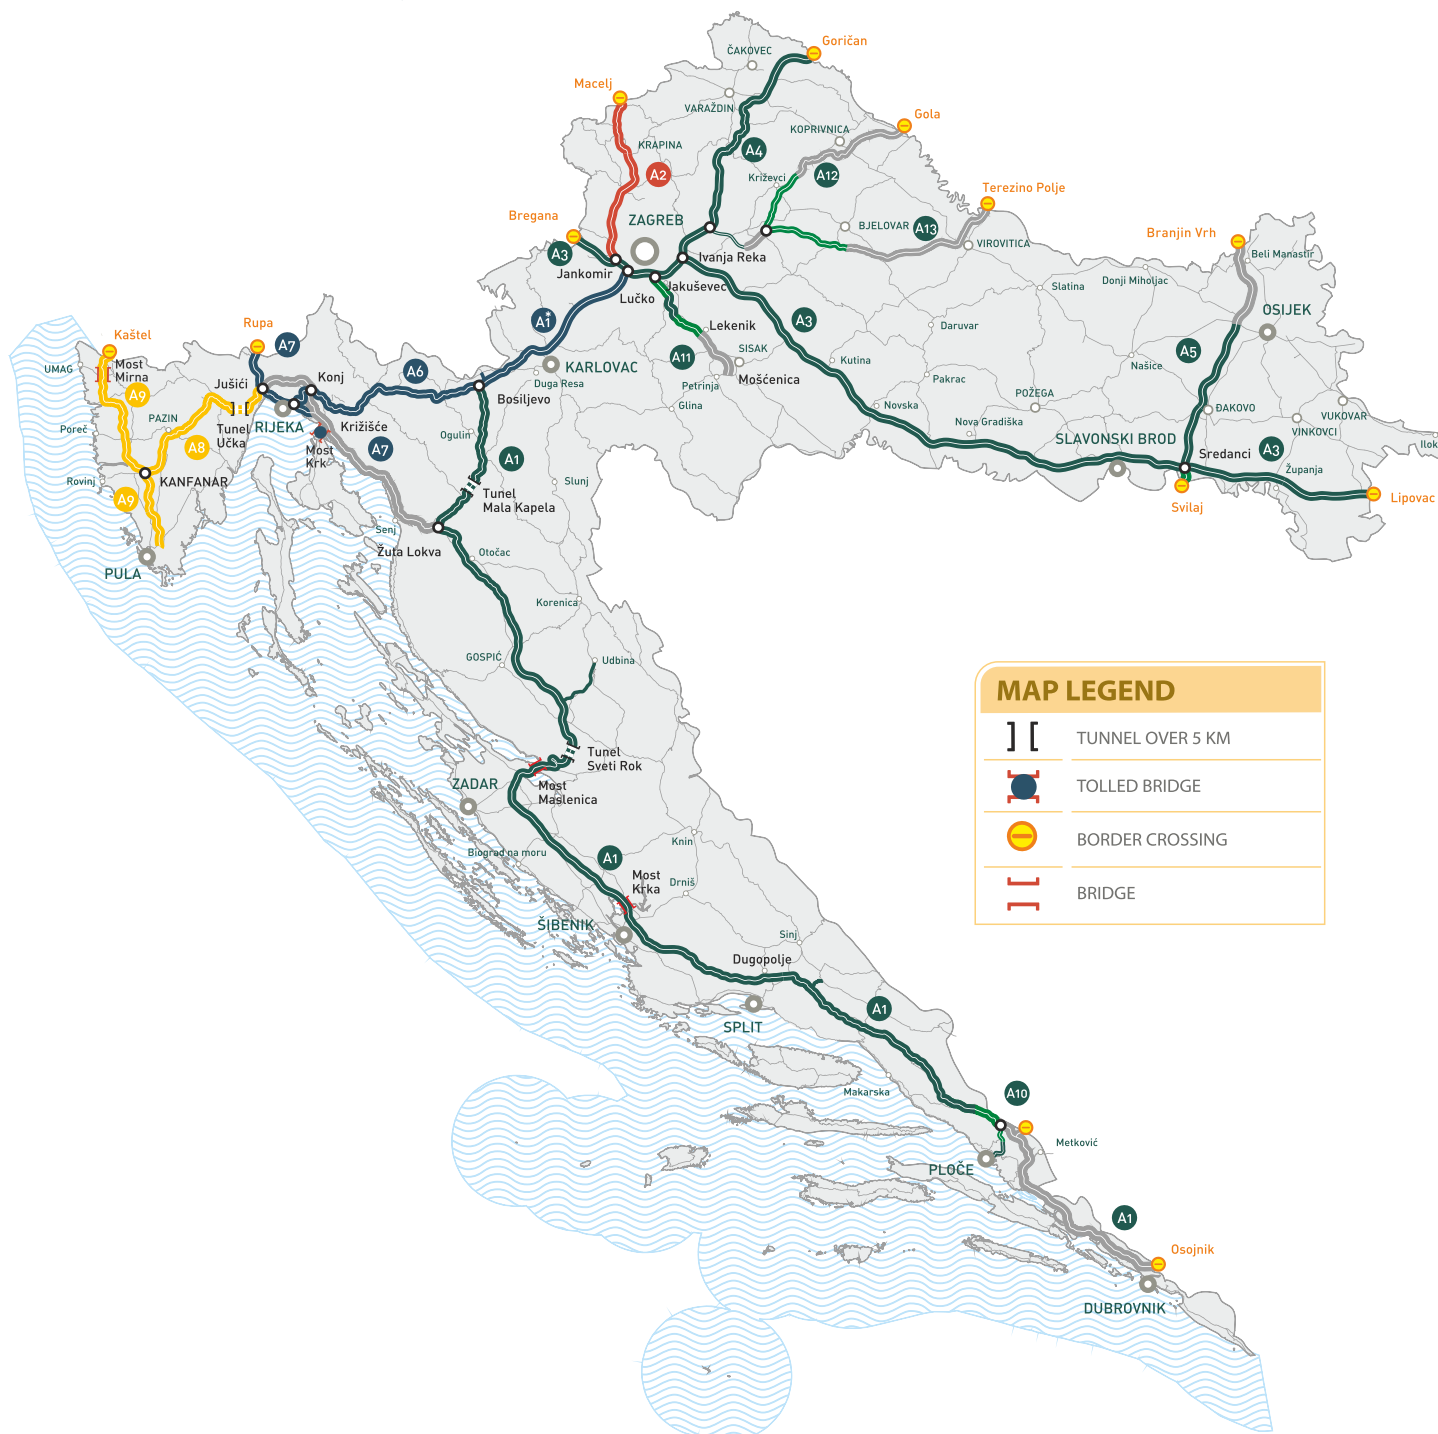 Goričan
ČAKOVEC
Macelj
VARAŽDIN
Gola
KOPRIVNICA
KRAPINA
A4
A2
Križevci
A12
Terezino Polje
Bregana
ZAGREB
BJELOVAR
A13
Branjin Vrh
VIROVITICA
A3
Ivanja Reka
Beli Manastir
Jankomir
Donji Miholjac
Jakuševec
Slatina
Lučko
OSIJEK
A1*
Lekenik
A3
Daruvar
Rupa
Kaštel
A7
A11
SISAK
A5
Most
Mirna
UMAG
Kutina
Našice
KARLOVAC
A6
Konj
Jušići
Duga Resa
Petrinja
Mošćenica
Pakrac
A9
Bosiljevo
POŽEGA
Glina
Novska
ĐAKOVO
VUKOVAR
PAZIN
Tunel
Učka
RIJEKA
Križišće
Nova Gradiška
VINKOVCI
Poreč
A8
Most
Krk
A7
Ogulin
SLAVONSKI BROD
A3
Ilok
A1
Sredanci
Županja
Rovinj
KANFANAR
Slunj
A9
Tunel
Mala Kapela
Svilaj
Lipovac
Senj
Žuta Lokva
Otočac
PULA
Korenica
GOSPIĆ
Udbina
MAP LEGEND
TUNNEL OVER 5 KM
TOLLED BRIDGE
BORDER CROSSING
BRIDGE
Tunel
Sveti Rok
ZADAR
Most
Maslenica
Knin
Biograd na moru
A1
Most
Krka
Drniš
ŠIBENIK
Sinj
Dugopolje
A1
SPLIT
Makarska
A10
Metković
PLOČE
A1
Osojnik
DUBROVNIK